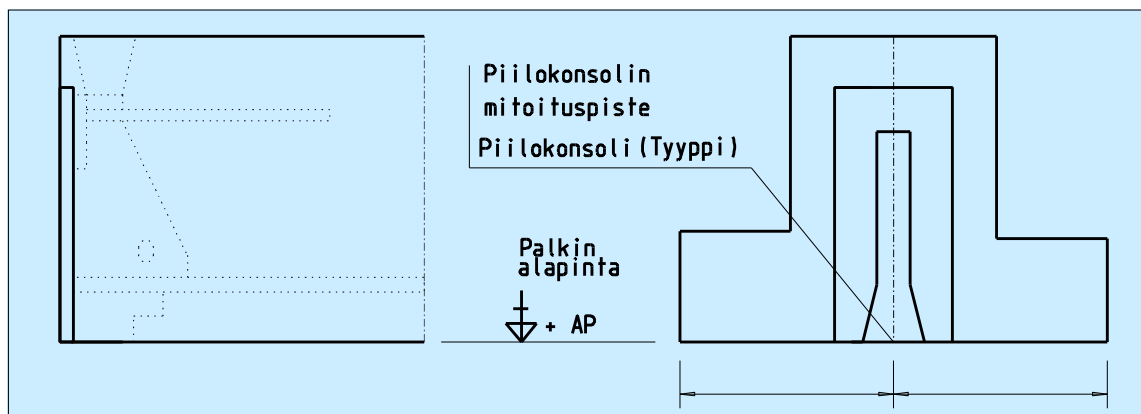 Piilokonsolin
mitoituspiste
Piilokonsoli (Tyyppi)
Palkin
alapinta
+ AP